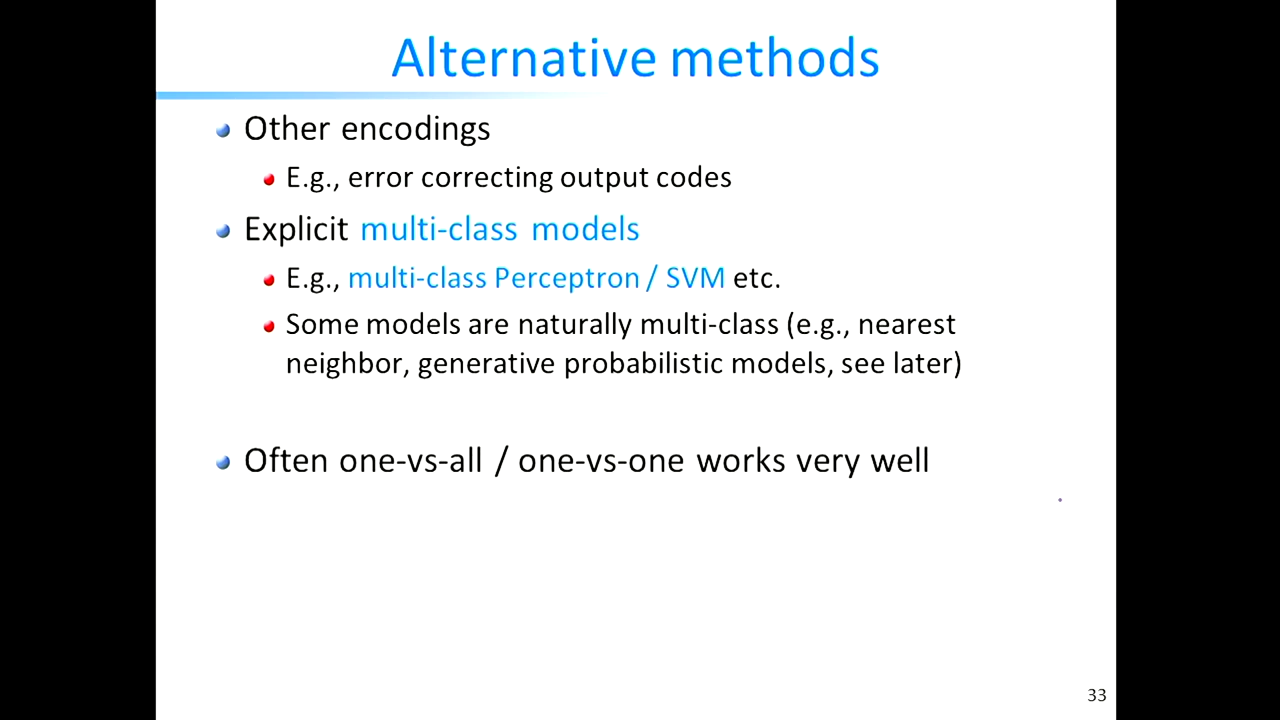 Alternative methods
Other encodings
E.g., error correcting output codes
Explicit multi-class models
E.g., multi-class Perceptron / SVM etc.
Some models are naturally multi-class (e.g., nearest
neighbor, generative probabilistic models, see later)
Often one-vs-all / one-vs-one works very well
33